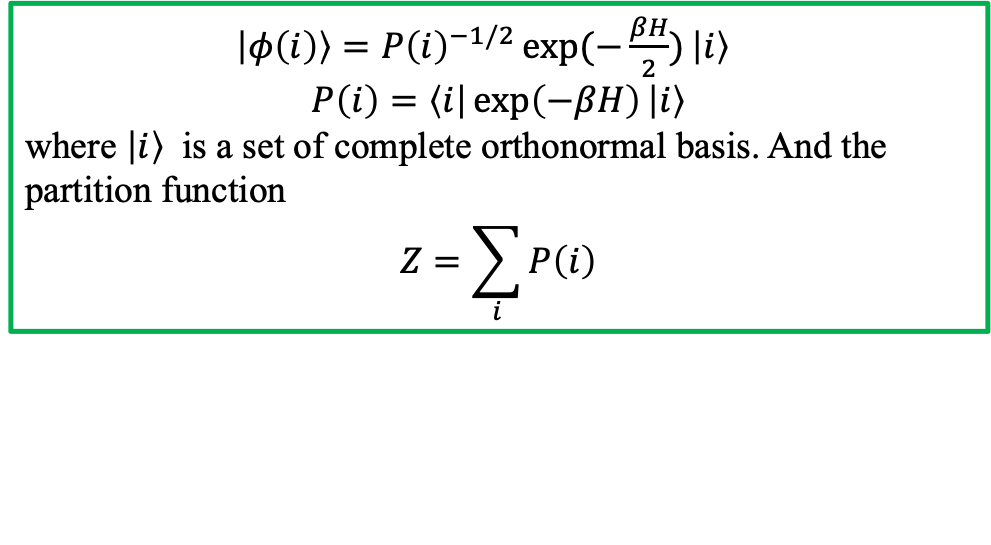 |ϕ(i)⟩ = P(i)^{−1/2} exp(−βH/2) |i⟩
P(i) = ⟨i| exp(−βH) |i⟩
where |i⟩ is a set of complete orthonormal basis. And the
partition function
Z = ∑_i P(i)